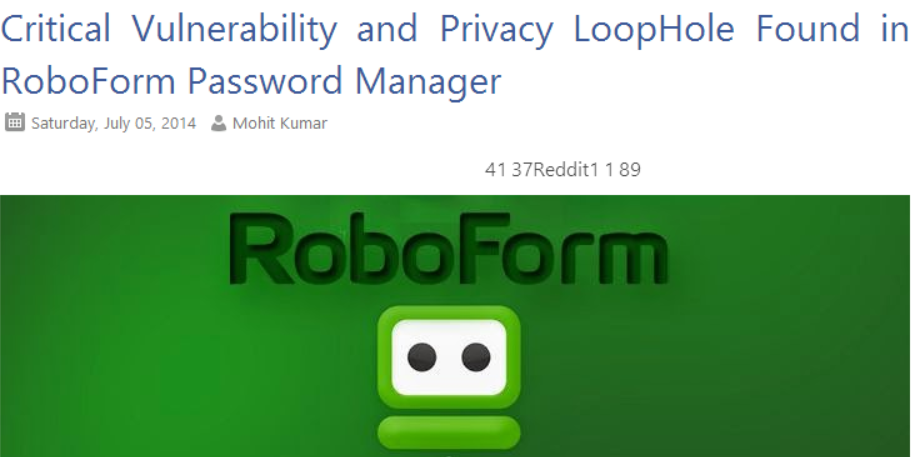 Critical Vulnerability and Privacy LoopHole Found in
RoboForm Password Manager
Saturday, July 05, 2014 Mohit Kumar
41 37Reddit1 1 89
RoboForm